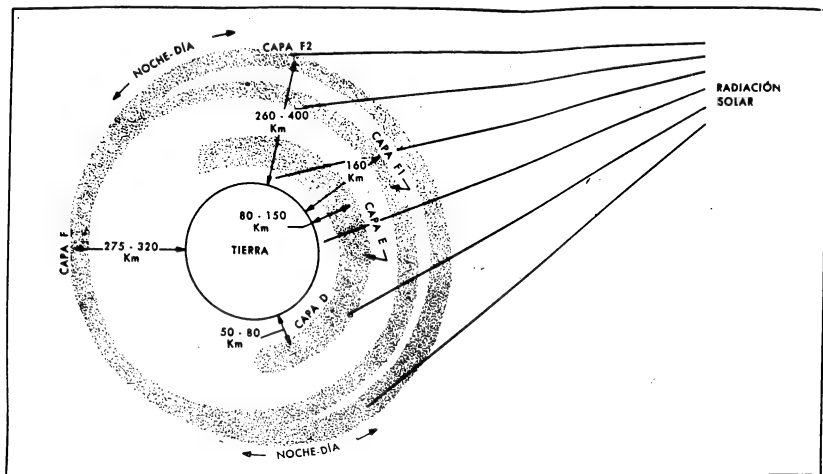 NOCHE-DÍA
CAPA F2
RADIACIÓN
SOLAR
260 - 400
Km
CAPA F1
160
Km
80 - 150
Km
CAPA E
TIERRA
CAPA F
275 - 320
Km
CAPA D
50 - 80
Km
NOCHE-DÍA